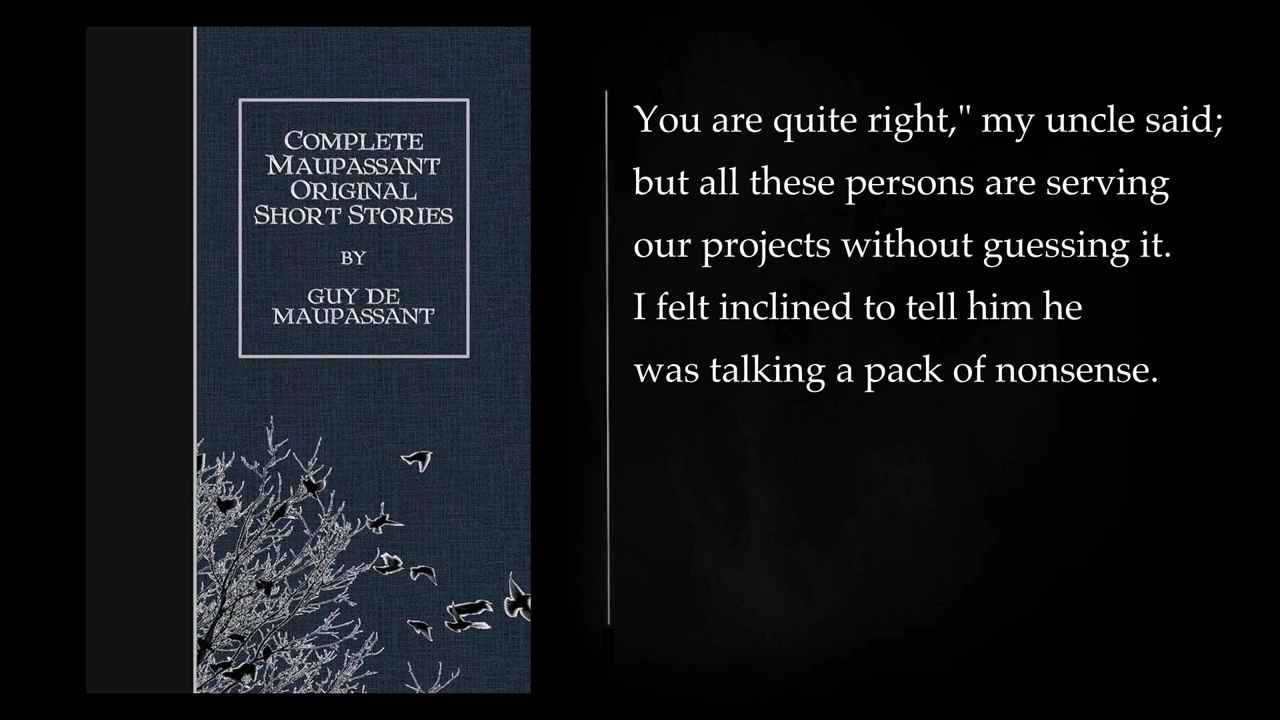 COMPLETE
MAUPASSANT
ORIGINAL
SHORT STORIES
BY
GUY DE
MAUPASSANT
You are quite right," my uncle said;
but all these persons are serving
our projects without guessing it.
I felt inclined to tell him he
was talking a pack of nonsense.